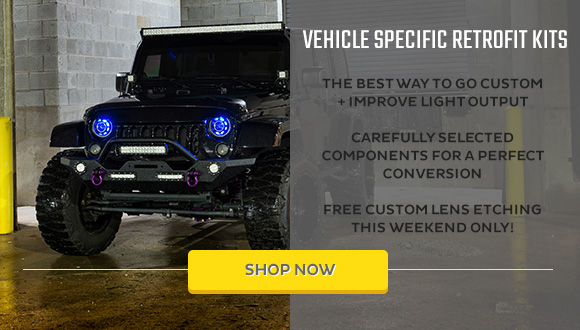 VEHICLE SPECIFIC RETROFIT KITS
THE BEST WAY TO GO CUSTOM
+ IMPROVE LIGHT OUTPUT
CAREFULLY SELECTED
COMPONENTS FOR A PERFECT
CONVERSION
FREE CUSTOM LENS ETCHING
THIS WEEKEND ONLY!
SHOP NOW